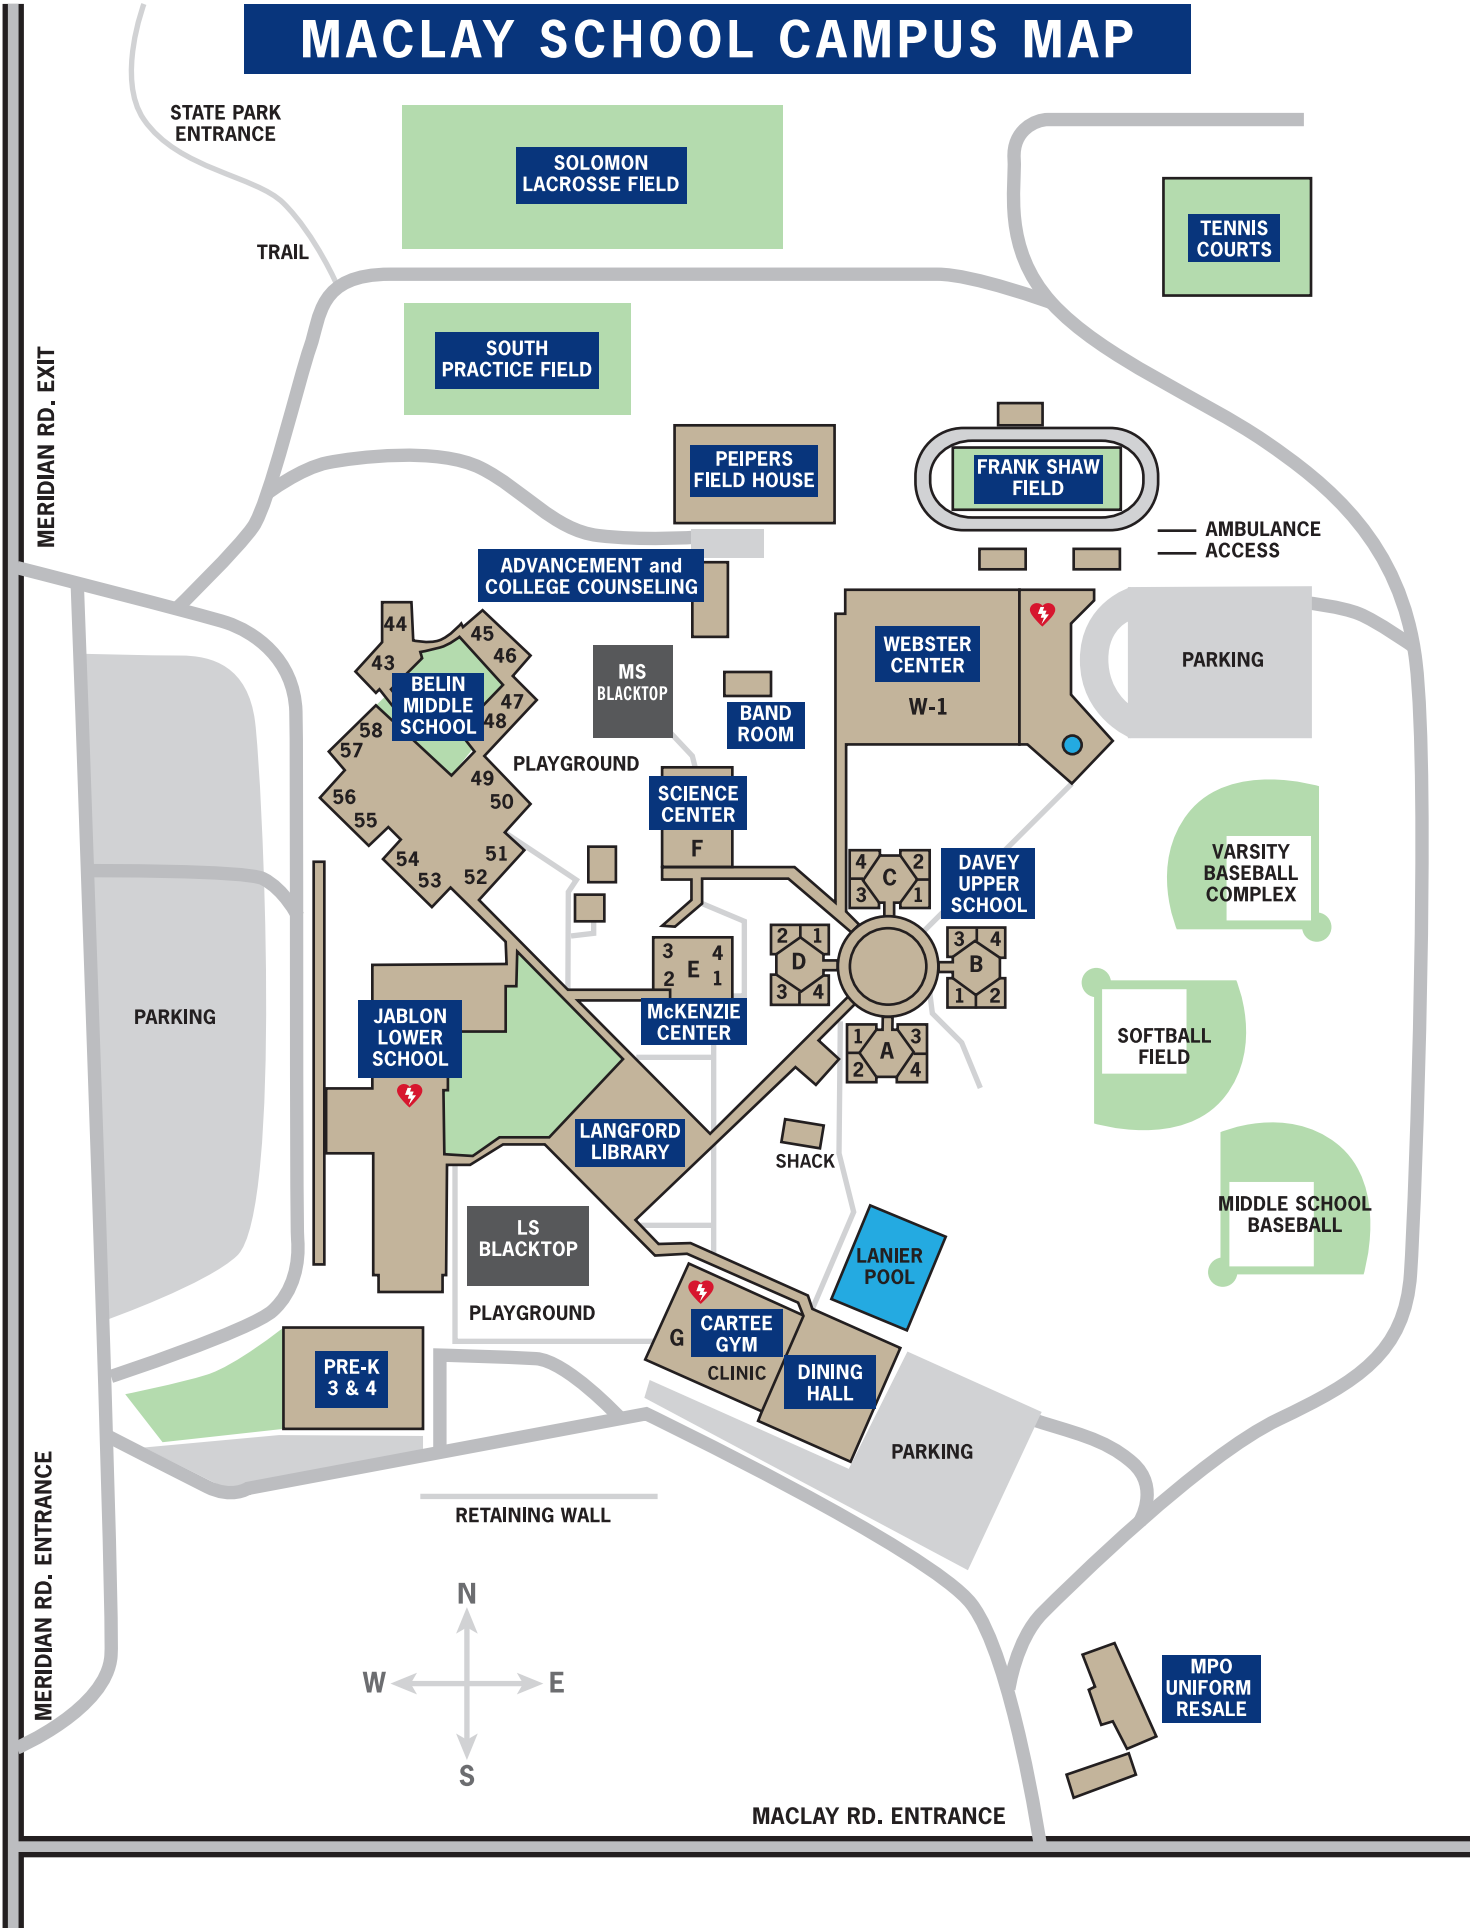 MACLAY SCHOOL CAMPUS MAP
STATE PARK
ENTRANCE
TRAIL
SOLOMON
LACROSSE FIELD
TENNIS
COURTS
SOUTH
PRACTICE FIELD
MERIDIAN RD. EXIT
PEIPERS
FIELD HOUSE
FRANK SHAW
FIELD
AMBULANCE
ACCESS
ADVANCEMENT and
COLLEGE COUNSELING
44
45
46
43
47
48
BELIN
MIDDLE
SCHOOL
58
57
56
55
54
53
52
51
50
49
MS
BLACKTOP
BAND
ROOM
PLAYGROUND
WEBSTER
CENTER
W-1
PARKING
SCIENCE
CENTER
F
DAVEY
UPPER
SCHOOL
4
2
C
3
1
2
1
D
3
4
3
4
B
1
2
1
3
A
2
4
3
4
E
2
1
McKENZIE
CENTER
VARSITY
BASEBALL
COMPLEX
SOFTBALL
FIELD
MIDDLE SCHOOL
BASEBALL
PARKING
JABLON
LOWER
SCHOOL
LANGFORD
LIBRARY
SHACK
LS
BLACKTOP
PLAYGROUND
LANIER
POOL
G
CARTEE
GYM
CLINIC
DINING
HALL
PRE-K
3 & 4
PARKING
RETAINING WALL
MERIDIAN RD. ENTRANCE
N
W
E
S
MPO
UNIFORM
RESALE
MACLAY RD. ENTRANCE